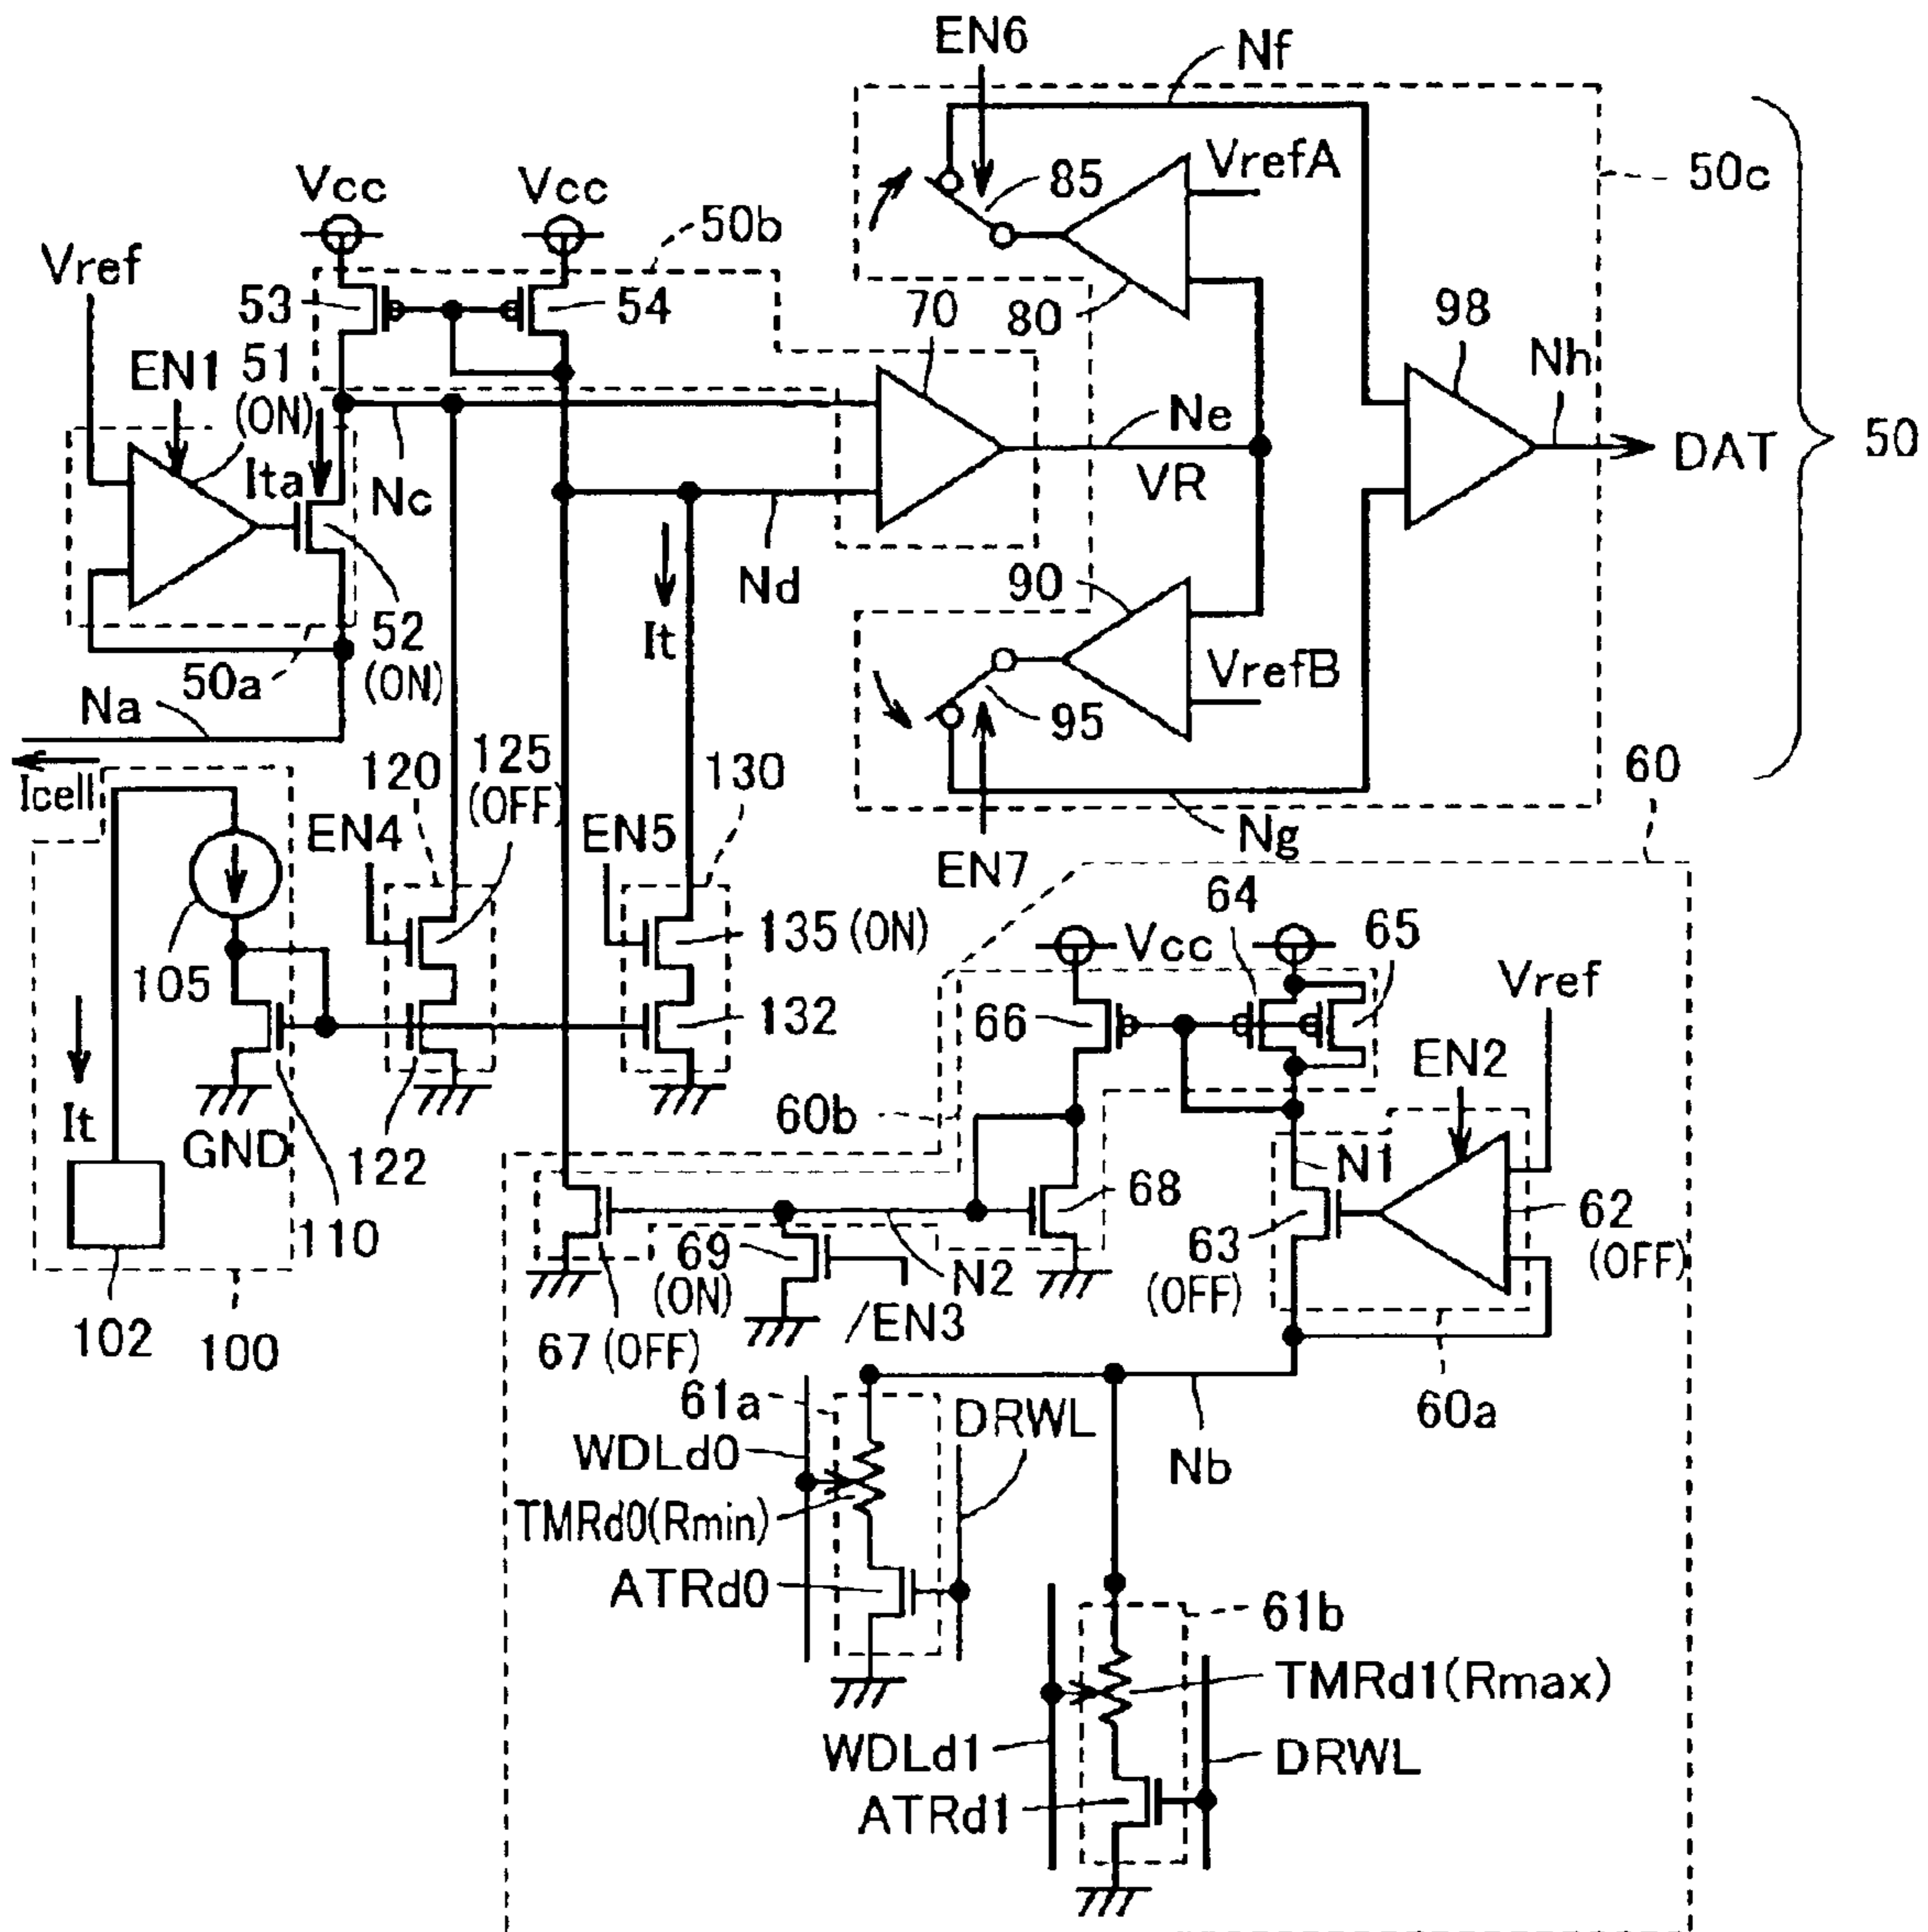 EN6
Nf
VrefA
85
50c
Vcc
Vcc
50b
Vref
53
54
70
80
98
EN1
51
(ON)
Nh
Ne
DAT
50
Ita
Nc
VR
Nd
90
It
52
(ON)
50a
VrefB
95
Na
120
125
(OFF)
130
60
Icell
EN4
EN5
Ng
EN7
64
135(ON)
Vcc
65
105
Vref
66
132
EN2
It
60b
GND
122
N1
68
62
(OFF)
110
63
(OFF)
69
(ON)
N2
/EN3
102
100
67(OFF)
61a
DRWL
60a
WDLd0
Nb
TMRd0(Rmin)
ATRd0
61b
TMRd1(Rmax)
WDLd1
DRWL
ATRd1